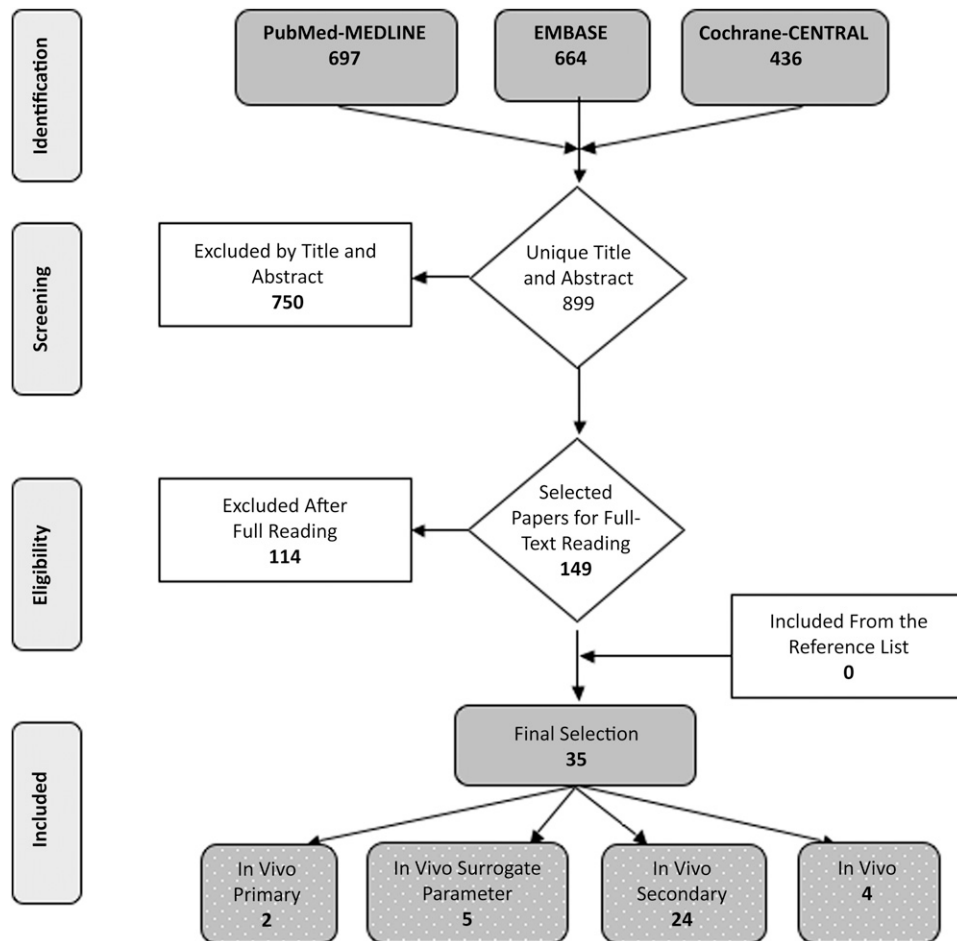 Identification
PubMed-MEDLINE
697
EMBASE
664
Cochrane-CENTRAL
436
Screening
Excluded by Title and
Abstract
750
Unique Title
and Abstract
899
Eligibility
Excluded After
Full Reading
114
Selected
Papers for Full-
Text Reading
149
Included From the
Reference List
0
Included
Final Selection
35
In Vivo
Primary
2
In Vivo Surrogate
Parameter
5
In Vivo
Secondary
24
In Vivo
4